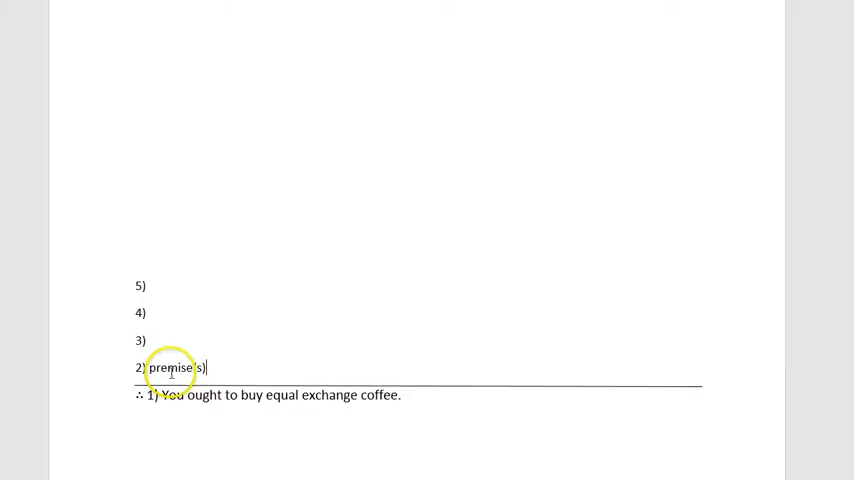 5)
4)
3)
2) premise(s)
∴ 1) You ought to buy equal exchange coffee.